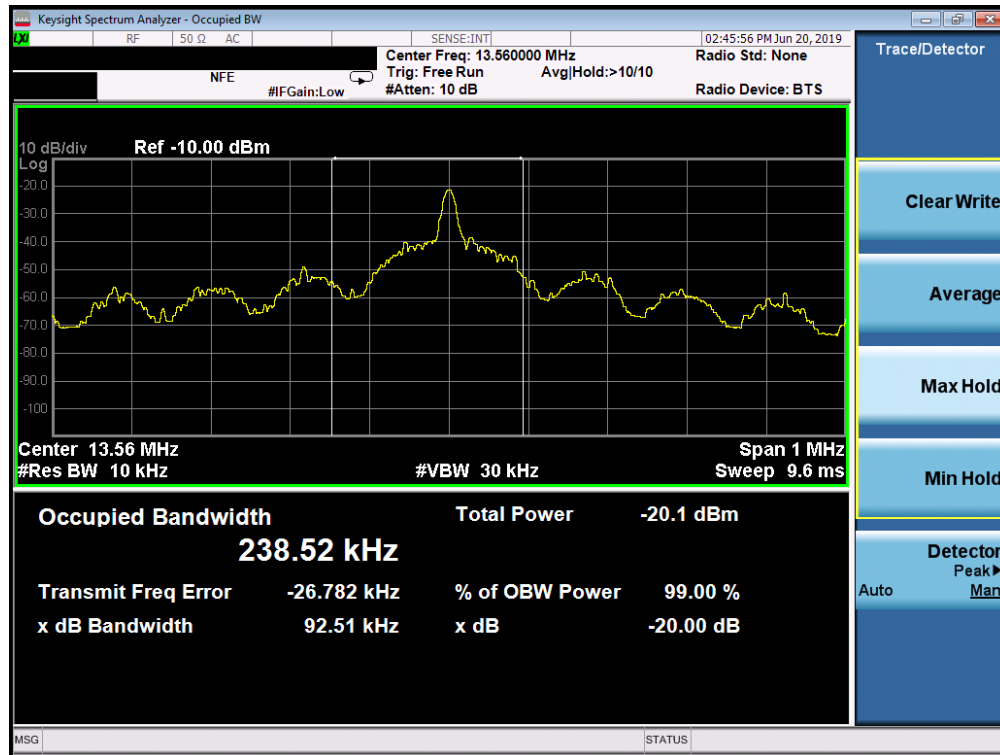 Keysight Spectrum Analyzer - Occupied BW
LXI RF 50 Ω AC SENSE:INT 02:45:56 PM Jun 20, 2019
Center Freq: 13.560000 MHz Radio Std: None
NFE Trig: Free Run Avg|Hold:>10/10
#IFGain:Low #Atten: 10 dB Radio Device: BTS
10 dB/div Ref -10.00 dBm
Log
-20.0
-30.0
-40.0
-50.0
-60.0
-70.0
-80.0
-90.0
-100
Center 13.56 MHz Span 1 MHz
#Res BW 10 kHz #VBW 30 kHz Sweep 9.6 ms
Occupied Bandwidth Total Power -20.1 dBm
238.52 kHz
Transmit Freq Error -26.782 kHz % of OBW Power 99.00 %
x dB Bandwidth 92.51 kHz x dB -20.00 dB
MSG STATUS
Trace/Detector
Clear Write
Average
Max Hold
Min Hold
Detector
Peak▶
Auto Man